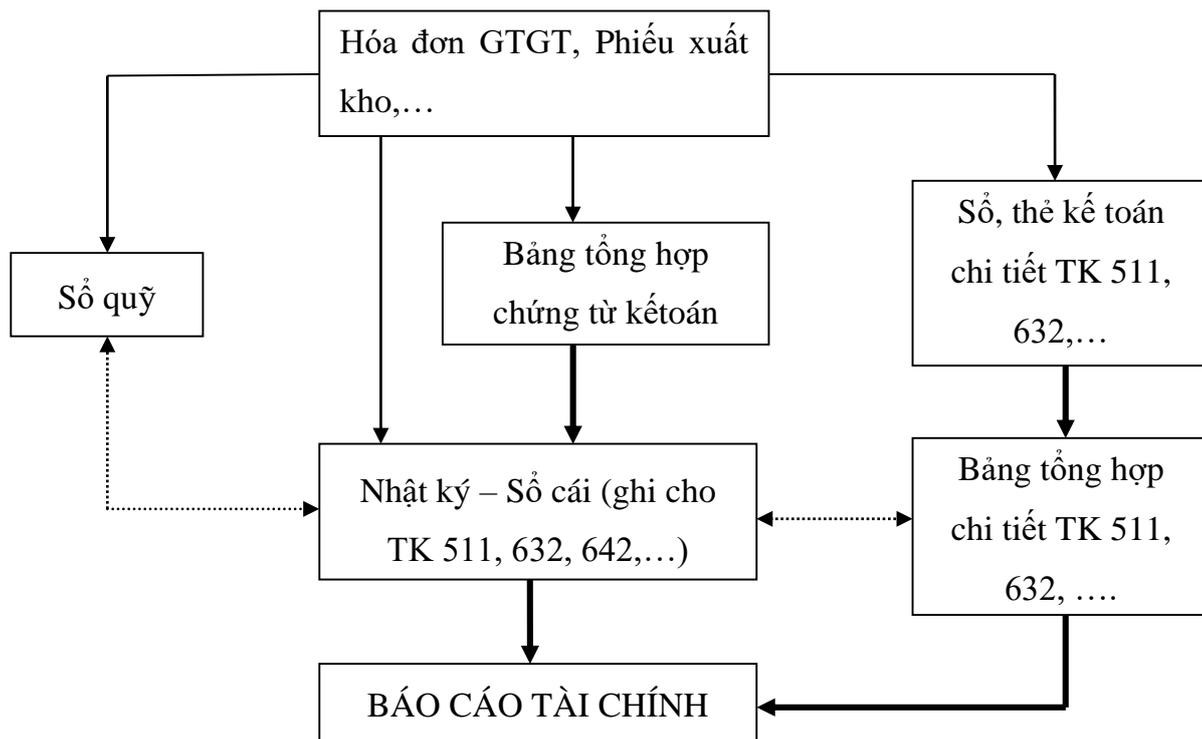 Hóa đơn GTGT, Phiếu xuất
kho,…
Sổ quỹ
Bảng tổng hợp
chứng từ kếtoán
Sổ, thẻ kế toán
chi tiết TK 511,
632,…
Nhật ký – Sổ cái (ghi cho
TK 511, 632, 642,…)
Bảng tổng hợp
chi tiết TK 511,
632, ….
BÁO CÁO TÀI CHÍNH